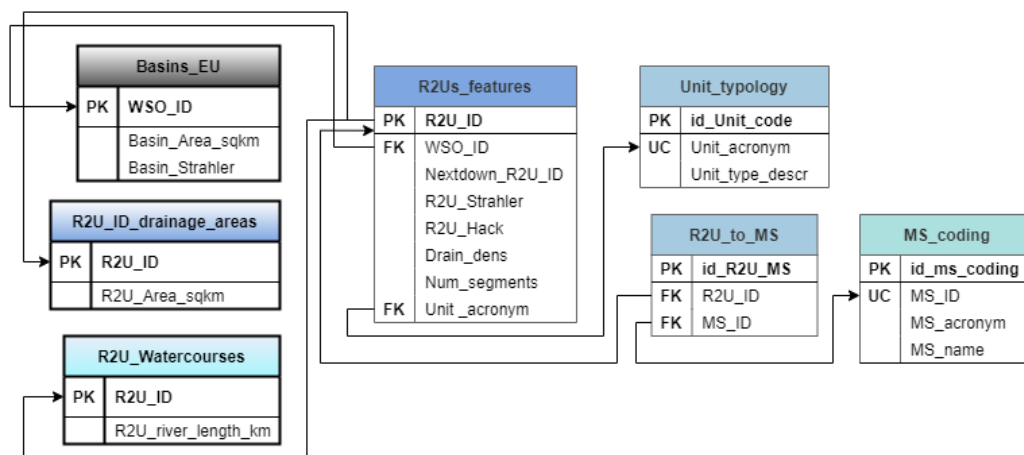 Basins_EU
PK WSO_ID
Basin_Area_sqkm
Basin_Strahler
R2U_ID_drainage_areas
PK R2U_ID
R2U_Area_sqkm
R2U_Watercourses
PK R2U_ID
R2U_river_length_km
R2Us_features
PK R2U_ID
FK WSO_ID
Nextdown_R2U_ID
R2U_Strahler
R2U_Hack
Drain_dens
Num_segments
FK Unit _acronym
Unit_typology
PK id_Unit_code
UC Unit_acronym
Unit_type_descr
R2U_to_MS
PK id_R2U_MS
FK R2U_ID
FK MS_ID
MS_coding
PK id_ms_coding
UC MS_ID
MS_acronym
MS_name